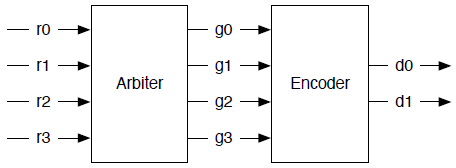 r0 g0
r1 g1 d0
Arbiter Encoder
r2 g2 d1
r3 g3